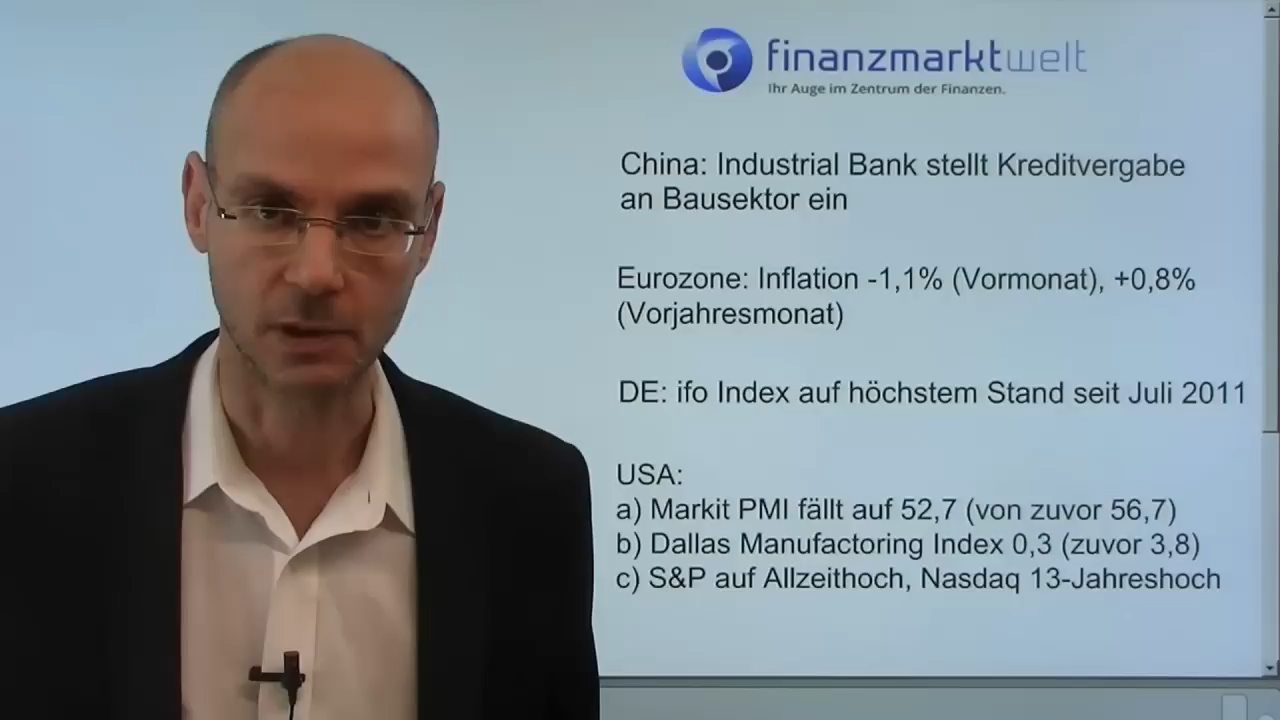 finanzmarktwelt
Ihr Auge im Zentrum der Finanzen.
China: Industrial Bank stellt Kreditvergabe
an Bausektor ein
Eurozone: Inflation -1,1% (Vormonat), +0,8%
(Vorjahresmonat)
DE: ifo Index auf höchstem Stand seit Juli 2011
USA:
a) Markit PMI fällt auf 52,7 (von zuvor 56,7)
b) Dallas Manufactoring Index 0,3 (zuvor 3,8)
c) S&P auf Allzeithoch, Nasdaq 13-Jahreshoch